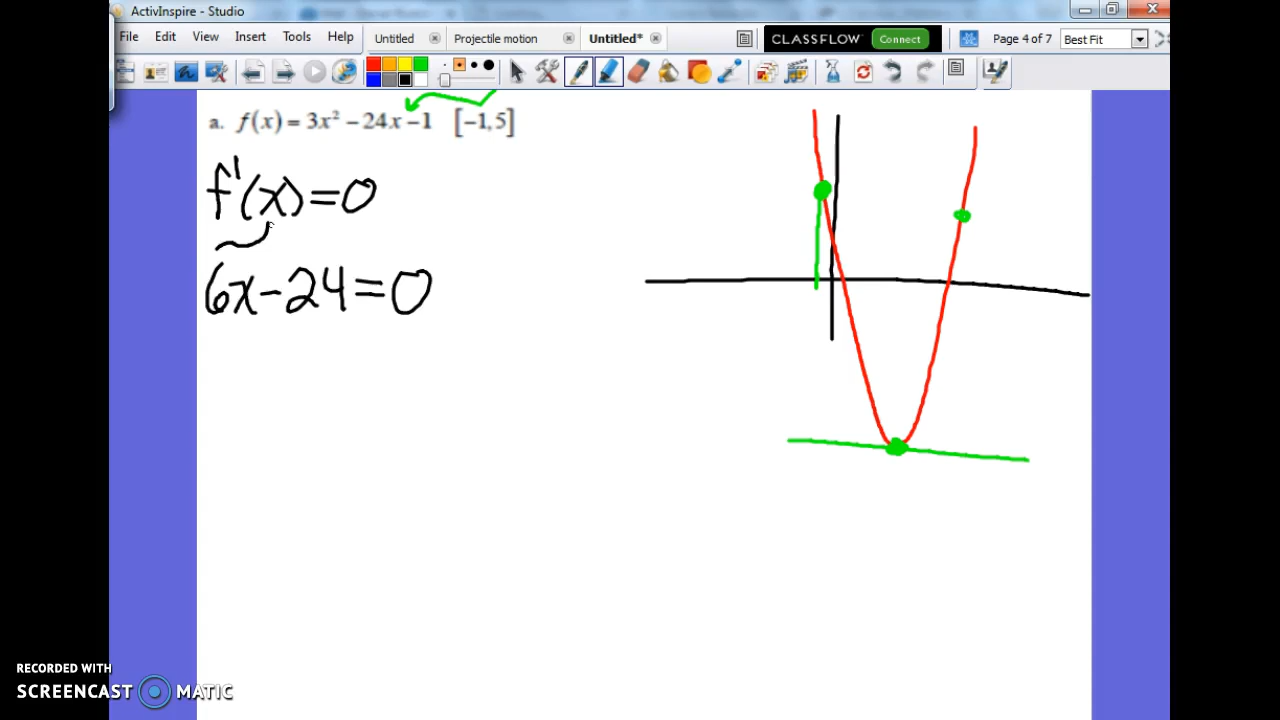 ActivInspire - Studio
File Edit View Insert Tools Help Untitled Projectile motion Untitled* CLASSFLOW Connect Page 4 of 7 Best Fit
a. f(x) = 3x² − 24x − 1 [−1, 5]
f'(x) = 0
6x − 24 = 0
RECORDED WITH
SCREENCAST MATIC